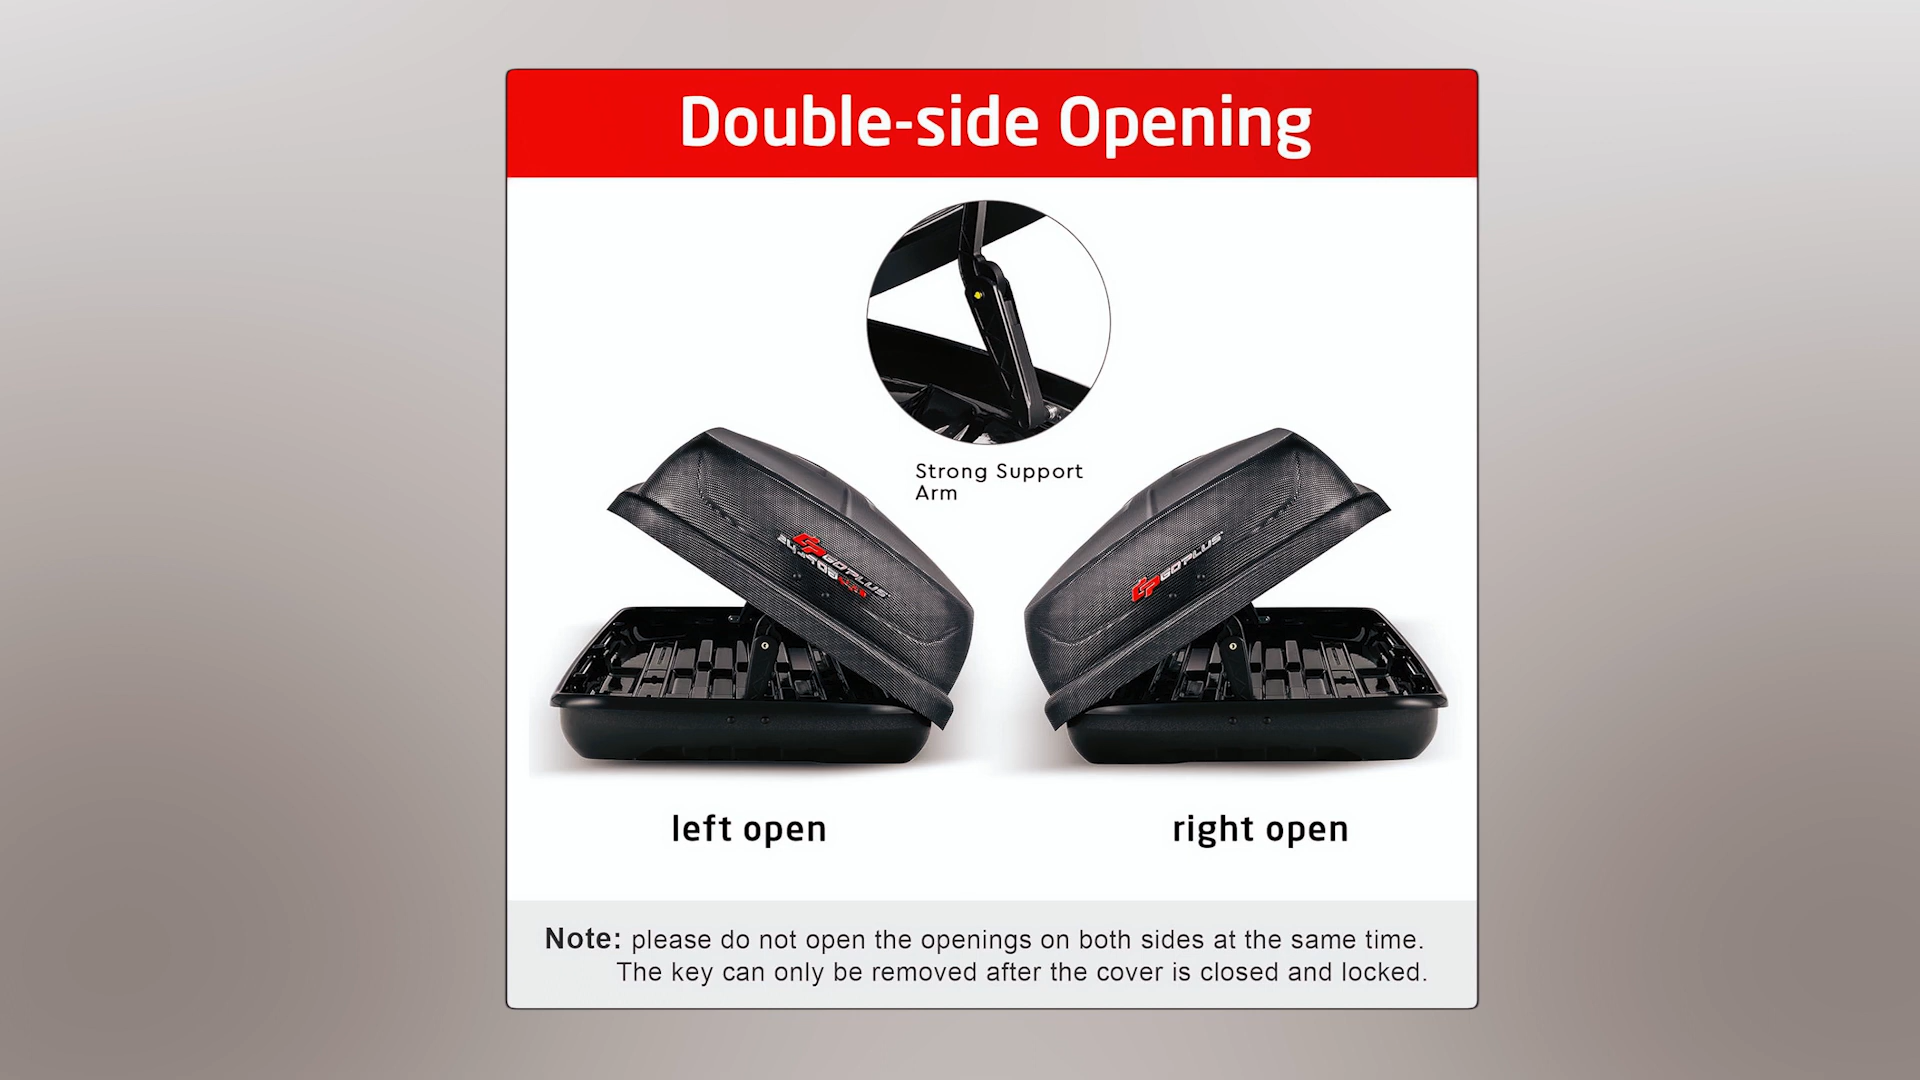 Double-side Opening
Strong Support
Arm
GOPLUS
GOPLUS
left open
right open
Note: please do not open the openings on both sides at the same time.
The key can only be removed after the cover is closed and locked.